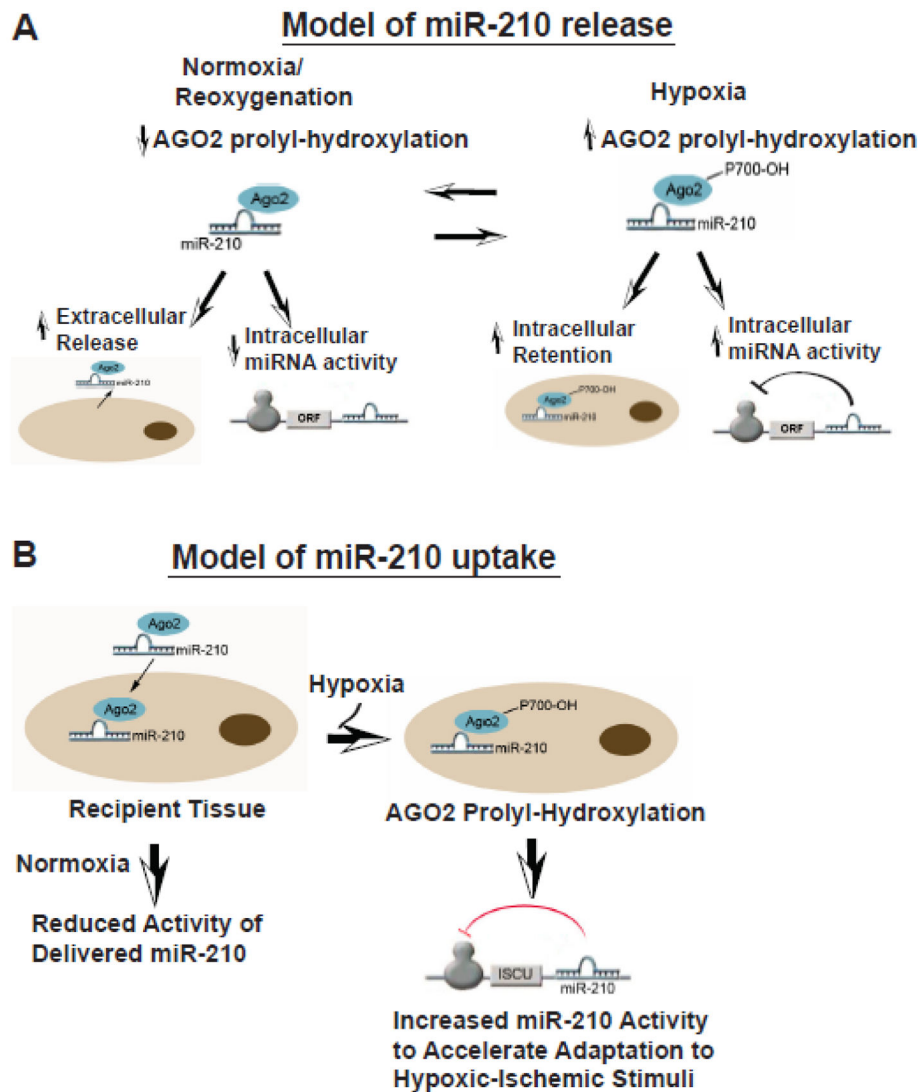 A
Model of miR-210 release
Normoxia/
Reoxygenation
AGO2 prolyl-hydroxylation
Ago2
miR-210
Hypoxia
AGO2 prolyl-hydroxylation
P700-OH
Ago2
miR-210
Extracellular
Release
Ago2
miR-210
Intracellular
miRNA activity
ORF
Intracellular
Retention
P700-OH
Ago2
miR-210
Intracellular
miRNA activity
ORF
B
Model of miR-210 uptake
Ago2
miR-210
Ago2
miR-210
Recipient Tissue
Normoxia
Reduced Activity of
Delivered miR-210
Hypoxia
P700-OH
Ago2
miR-210
AGO2 Prolyl-Hydroxylation
ISCU
miR-210
Increased miR-210 Activity
to Accelerate Adaptation to
Hypoxic-Ischemic Stimuli